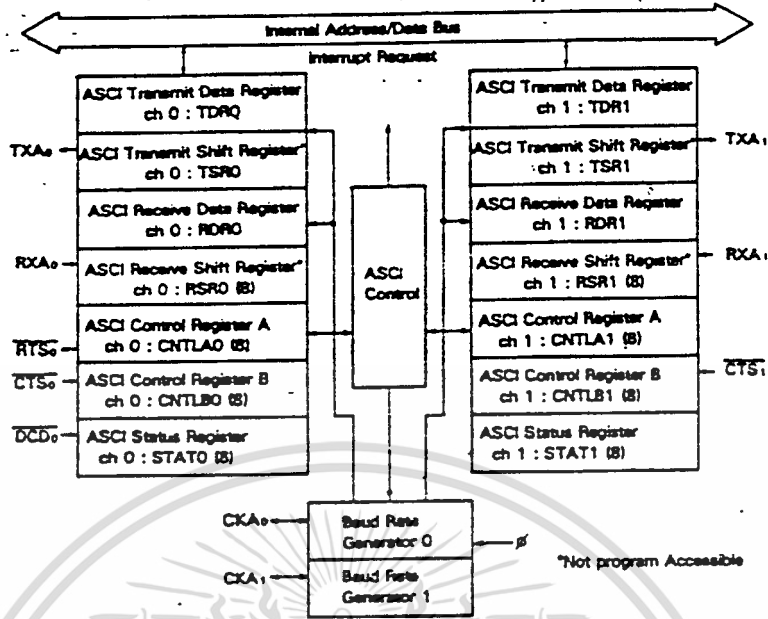 Internal Address/Data Bus
Interrupt Request
ASCI Transmit Data Register
ch 0 : TDRQ
TXA₀
ASCI Transmit Shift Register*
ch 0 : TSR0
ASCI Receive Data Register
ch 0 : RDR0
RXA₀
ASCI Receive Shift Register*
ch 0 : RSR0 (8)
ASCI Control Register A
ch 0 : CNTLA0 (8)
RTS₀
CTS₀
ASCI Control Register B
ch 0 : CNTLB0 (8)
DCD₀
ASCI Status Register
ch 0 : STAT0 (8)
ASCI
Control
ASCI Transmit Data Register
ch 1 : TDR1
ASCI Transmit Shift Register*
ch 1 : TSR1
TXA₁
ASCI Receive Data Register
ch 1 : RDR1
ASCI Receive Shift Register*
ch 1 : RSR1 (8)
RXA₁
ASCI Control Register A
ch 1 : CNTLA1 (8)
ASCI Control Register B
ch 1 : CNTLB1 (8)
CTS₁
ASCI Status Register
ch 1 : STAT1 (8)
CKA₀
Baud Rate
Generator 0
ø
CKA₁
Baud Rate
Generator 1
*Not program Accessible